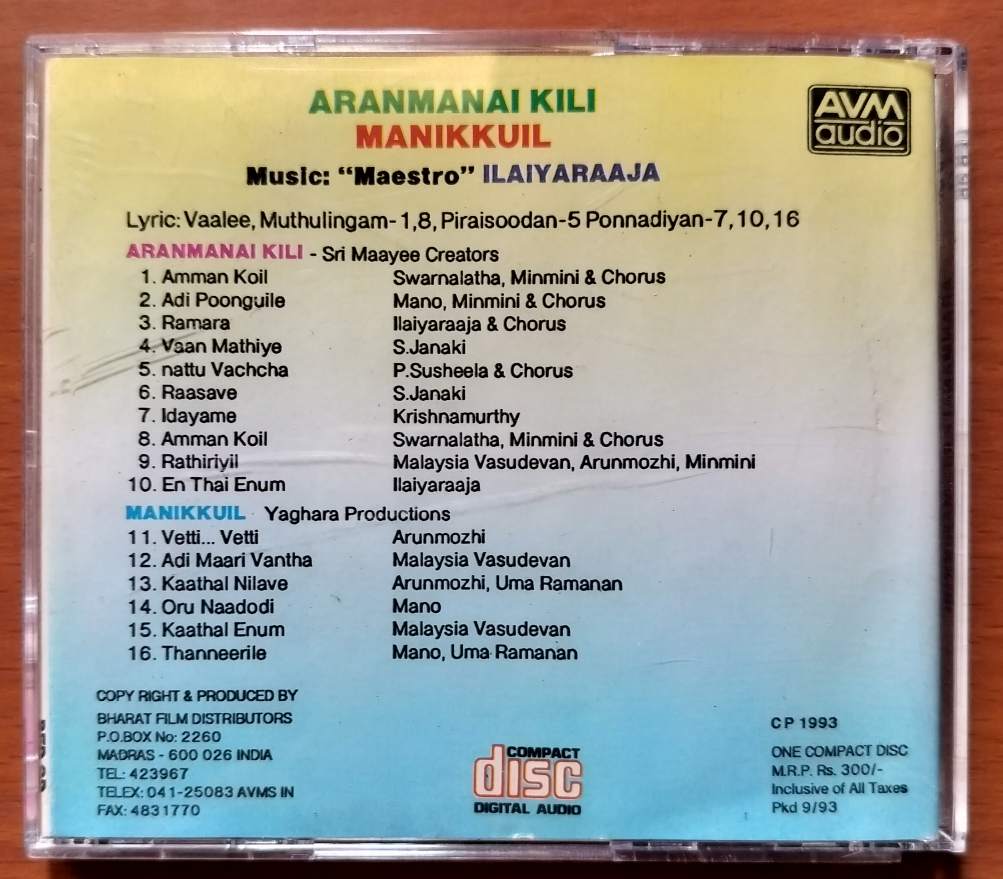 ARANMANAI KILI
MANIKKUIL
AVM
audio
Music: “Maestro” ILAIYARAAJA
Lyric: Vaalee, Muthulingam-1,8, Piraisoodan-5 Ponnadiyan-7,10,16
ARANMANAI KILI - Sri Maayee Creators
1. Amman Koil Swarnalatha, Minmini & Chorus
2. Adi Poonguile Mano, Minmini & Chorus
3. Ramara Ilaiyaraaja & Chorus
4. Vaan Mathiye S.Janaki
5. nattu Vachcha P.Susheela & Chorus
6. Raasave S.Janaki
7. Idayame Krishnamurthy
8. Amman Koil Swarnalatha, Minmini & Chorus
9. Rathiriyil Malaysia Vasudevan, Arunmozhi, Minmini
10. En Thai Enum Ilaiyaraaja
MANIKKUIL Yaghara Productions
11. Vetti... Vetti Arunmozhi
12. Adi Maari Vantha Malaysia Vasudevan
13. Kaathal Nilave Arunmozhi, Uma Ramanan
14. Oru Naadodi Mano
15. Kaathal Enum Malaysia Vasudevan
16. Thanneerile Mano, Uma Ramanan
COPY RIGHT & PRODUCED BY
BHARAT FILM DISTRIBUTORS
P.O.BOX No: 2260
MADRAS - 600 026 INDIA
TEL: 423967
TELEX: 041-25083 AVMS IN
FAX: 4831770
COMPACT
disc
DIGITAL AUDIO
C P 1993
ONE COMPACT DISC
M.R.P. Rs. 300/-
Inclusive of All Taxes
Pkd 9/93